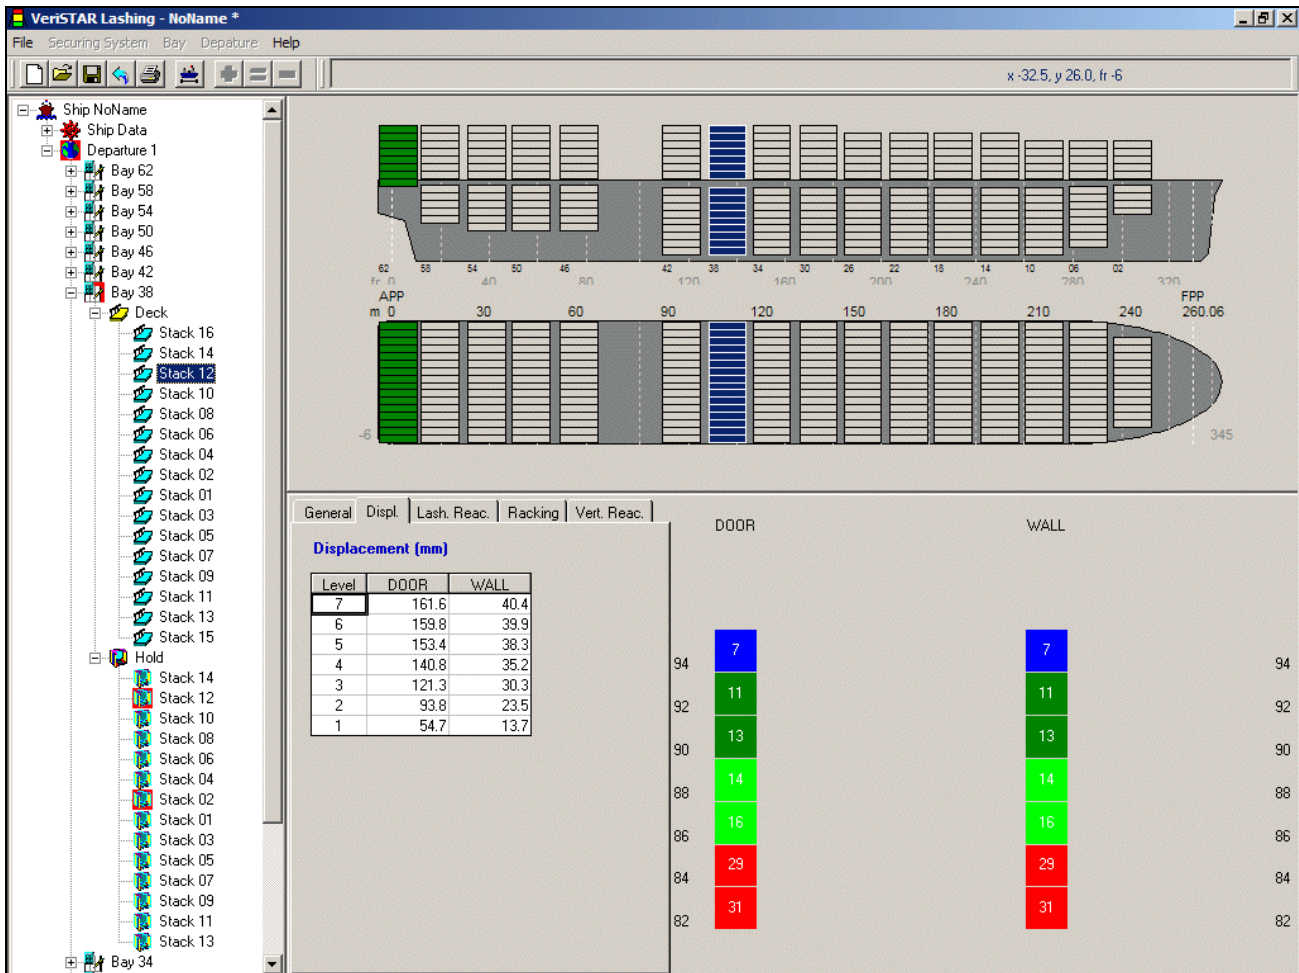 VeriSTAR Lashing - NoName *
File Securing System Bay Depature Help
x -32.5, y 26.0, fr -6
Ship NoName
Ship Data
Departure 1
Bay 62
Bay 58
Bay 54
Bay 50
Bay 46
Bay 42
Bay 38
Deck
Stack 16
Stack 14
Stack 12
Stack 10
Stack 08
Stack 06
Stack 04
Stack 02
Stack 01
Stack 03
Stack 05
Stack 07
Stack 09
Stack 11
Stack 13
Stack 15
Hold
Stack 14
Stack 12
Stack 10
Stack 08
Stack 06
Stack 04
Stack 02
Stack 01
Stack 03
Stack 05
Stack 07
Stack 09
Stack 11
Stack 13
Bay 34
62 58 54 50 46 42 38 34 30 26 22 18 14 10 06 02
fr 0 40 80 120 160 200 240 280 320
APP FPP
m 0 30 60 90 120 150 180 210 240 260.06
-6 345
General Displ. Lash. Reac. Racking Vert. Reac.
Displacement (mm)
Level DOOR WALL
7 161.6 40.4
6 159.8 39.9
5 153.4 38.3
4 140.8 35.2
3 121.3 30.3
2 93.8 23.5
1 54.7 13.7
DOOR WALL
7 7
94 94
11 11
92 92
13 13
90 90
14 14
88 88
16 16
86 86
29 29
84 84
31 31
82 82